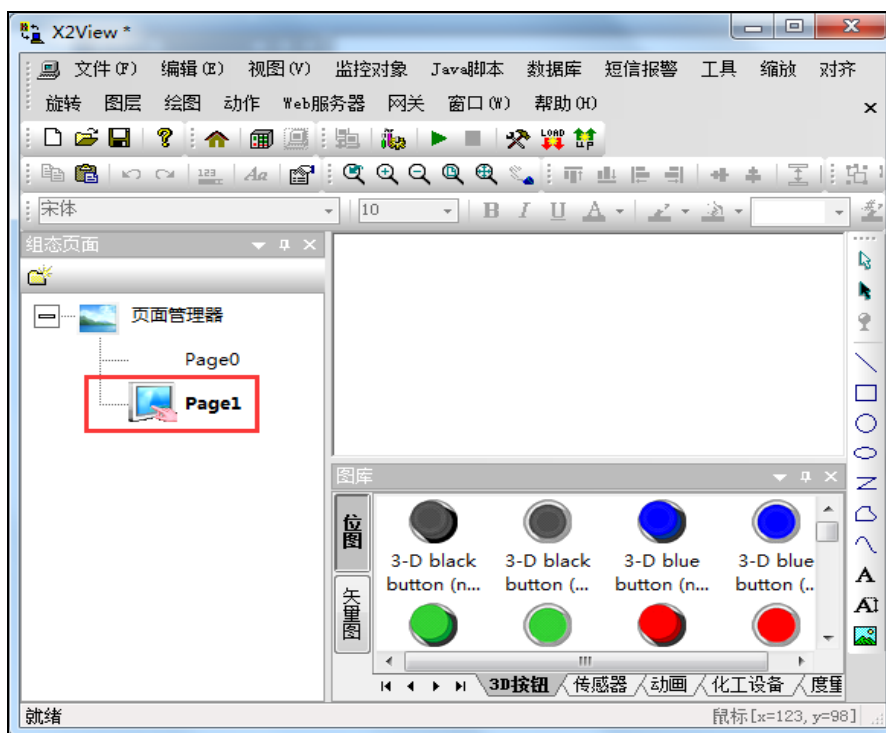 X2View *
文件(F) 编辑(E) 视图(V) 监控对象 Java脚本 数据库 短信报警 工具 缩放 对齐
旋转 图层 绘图 动作 Web服务器 网关 窗口(W) 帮助(H)
LOAD
UP
123 Aa
宋体 10 B I U A
组态页面
页面管理器
Page0
Page1
图库
位图
矢量图
3-D black button (n...
3-D black button (...
3-D blue button (n...
3-D blue button (..
A
A
3D按钮 传感器 动画 化工设备 度量
就绪 鼠标[x=123, y=98]